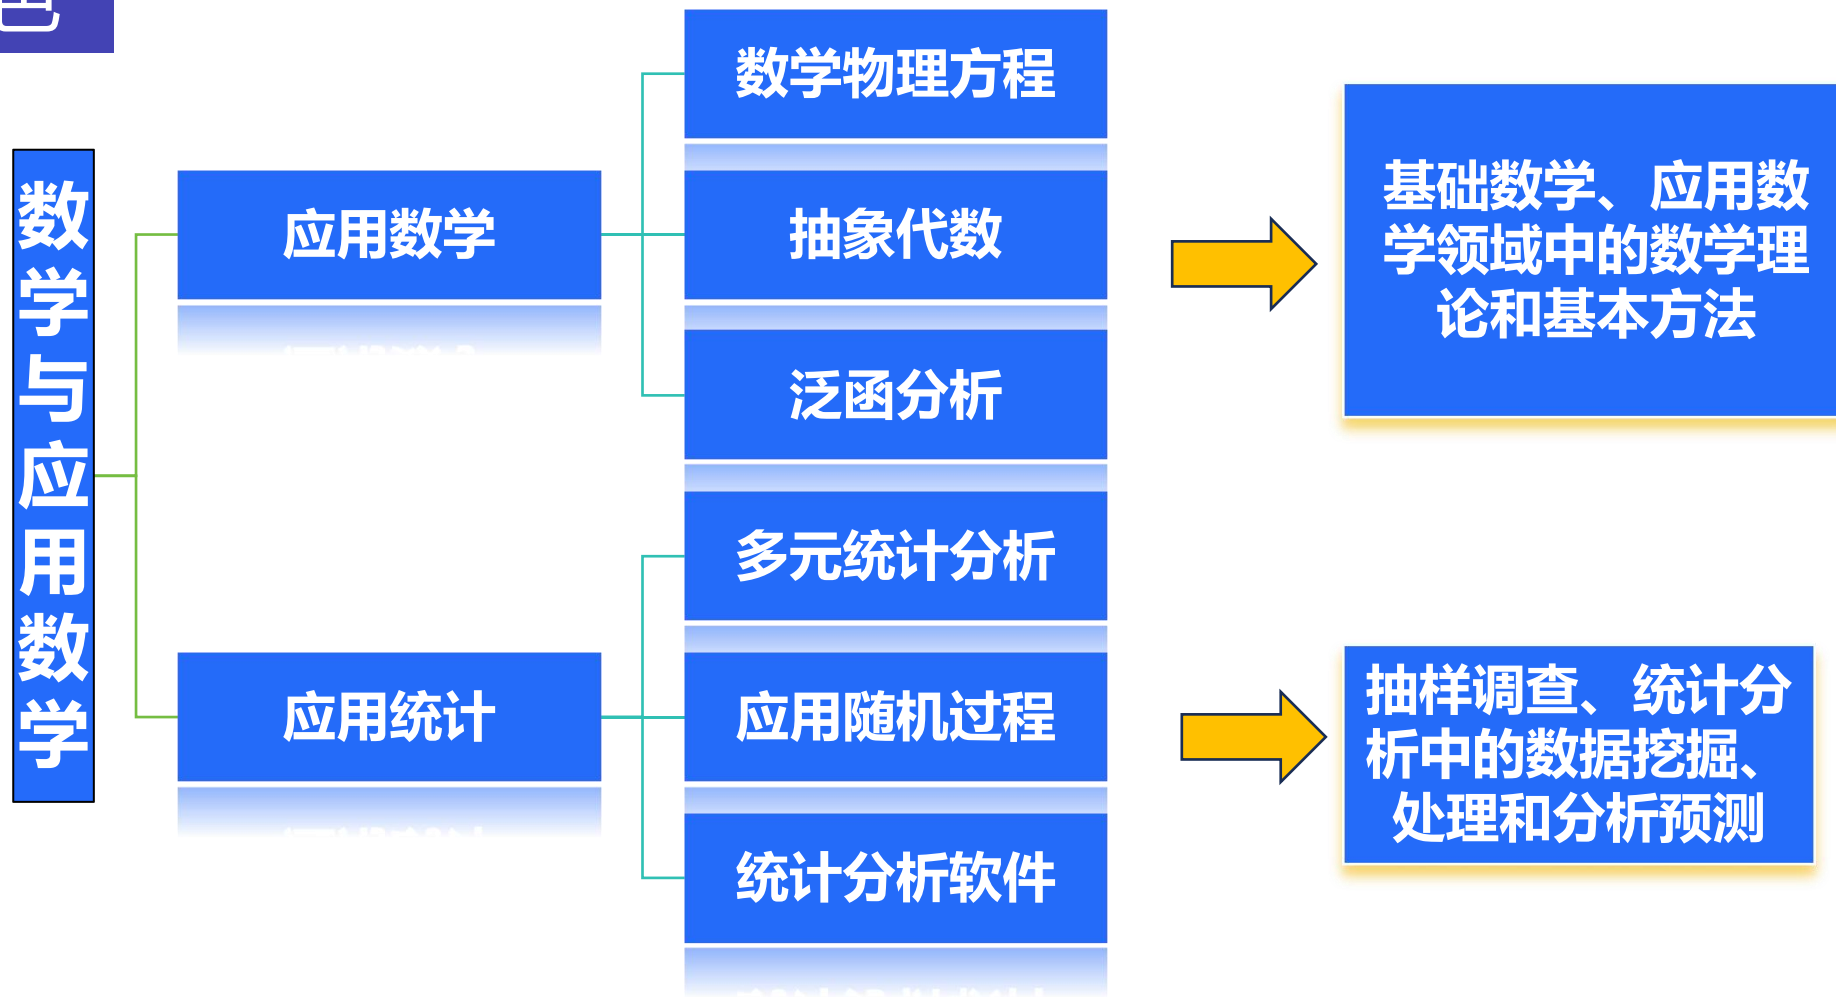 数学与应用数学
应用数学
数学物理方程
抽象代数
泛函分析
基础数学、应用数
学领域中的数学理
论和基本方法
应用统计
多元统计分析
应用随机过程
统计分析软件
抽样调查、统计分
析中的数据挖掘、
处理和分析预测